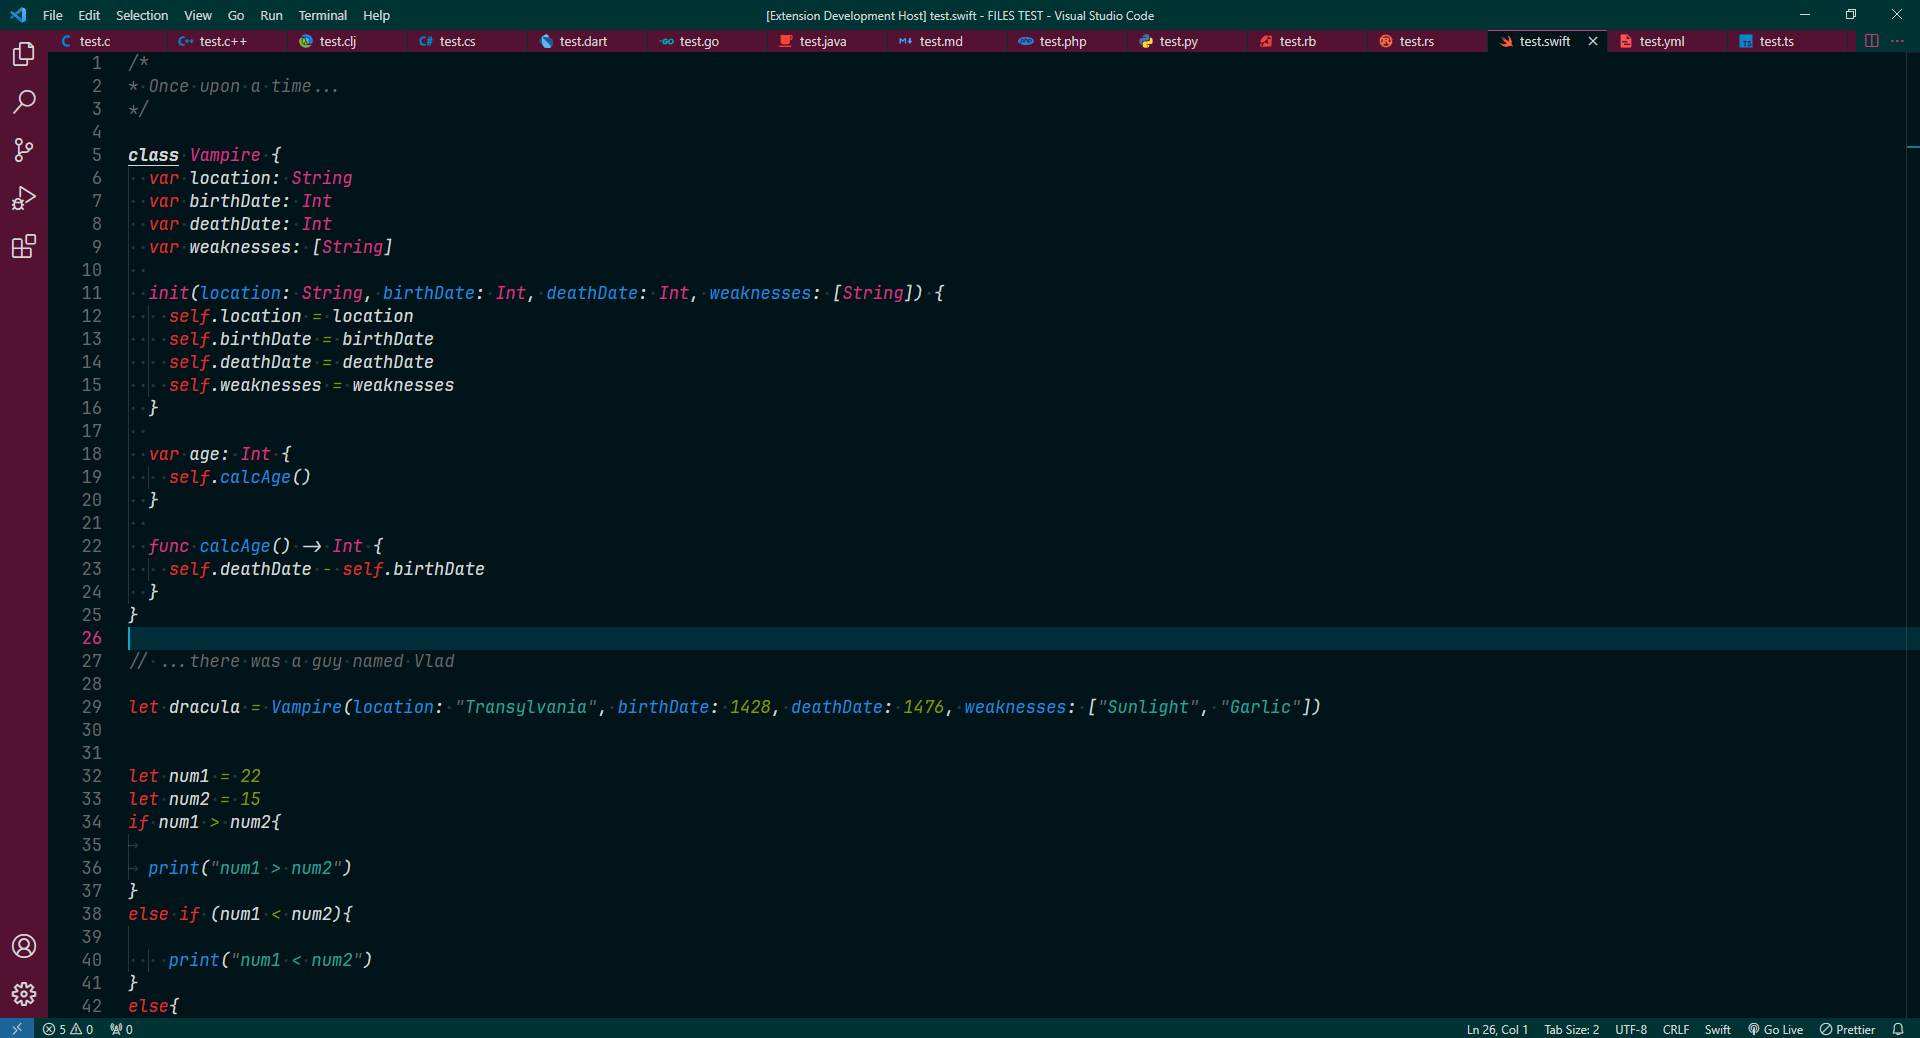 File Edit Selection View Go Run Terminal Help [Extension Development Host] test.swift - FILES TEST - Visual Studio Code
C test.c C++ test.c++ test.clj C# test.cs test.dart GO test.go test.java M↓ test.md php test.php test.py test.rb test.rs test.swift test.yml TS test.ts
1 /*
2 * Once upon a time...
3 */
4
5 class Vampire {
6 var location: String
7 var birthDate: Int
8 var deathDate: Int
9 var weaknesses: [String]
10
11 init(location: String, birthDate: Int, deathDate: Int, weaknesses: [String]) {
12 self.location = location
13 self.birthDate = birthDate
14 self.deathDate = deathDate
15 self.weaknesses = weaknesses
16 }
17
18 var age: Int {
19 self.calcAge()
20 }
21
22 func calcAge() -> Int {
23 self.deathDate - self.birthDate
24 }
25 }
26
27 // ...there was a guy named Vlad
28
29 let dracula = Vampire(location: "Transylvania", birthDate: 1428, deathDate: 1476, weaknesses: ["Sunlight", "Garlic"])
30
31
32 let num1 = 22
33 let num2 = 15
34 if num1 > num2{
35
36 print("num1 > num2")
37 }
38 else if (num1 < num2){
39
40 print("num1 < num2")
41 }
42 else{
5 0 0 Ln 26, Col 1 Tab Size: 2 UTF-8 CRLF Swift Go Live Prettier